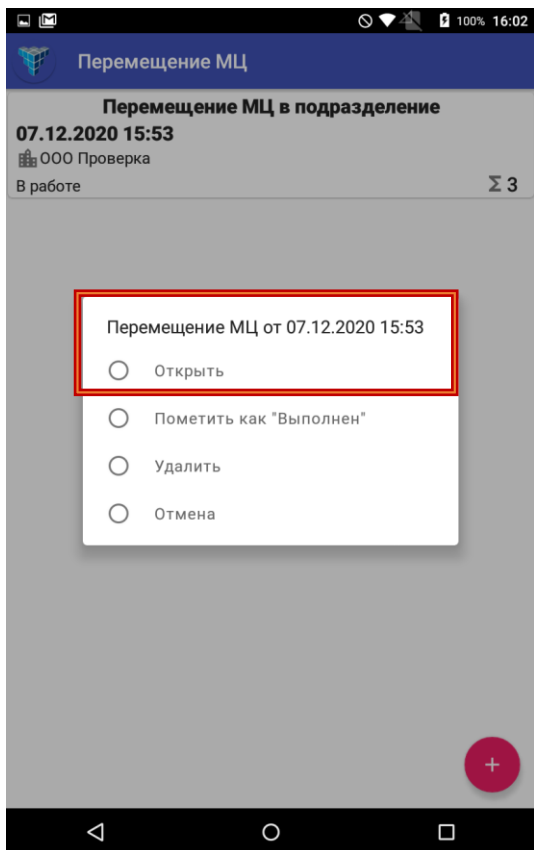 100% 16:02
Перемещение МЦ
Перемещение МЦ в подразделение
07.12.2020 15:53
ООО Проверка
В работе
Σ 3
Перемещение МЦ от 07.12.2020 15:53
Открыть
Пометить как "Выполнен"
Удалить
Отмена
+